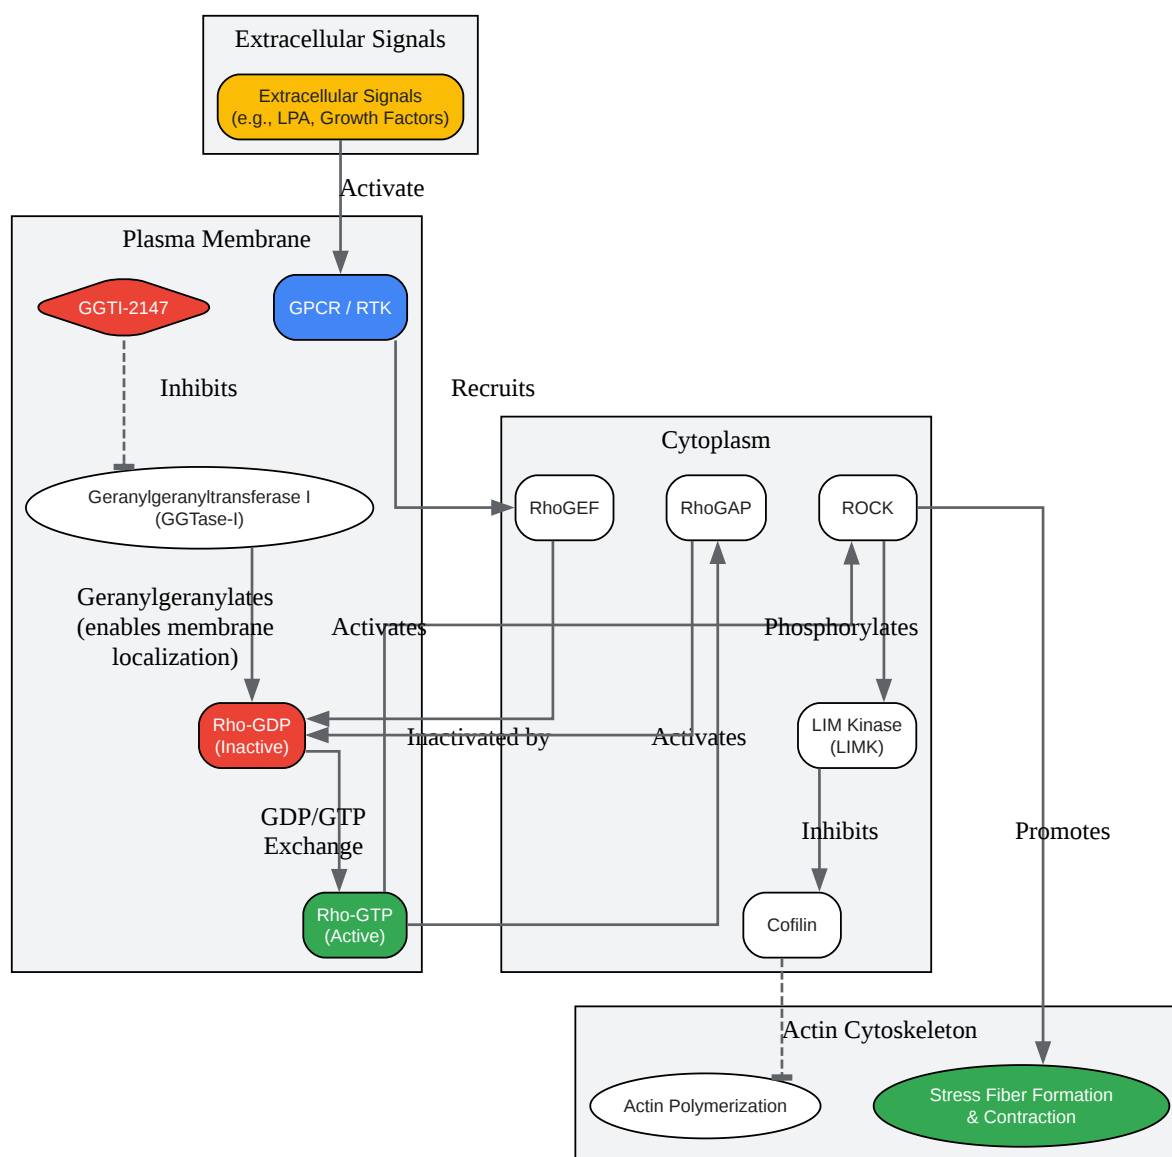 Extracellular Signals
Extracellular Signals
(e.g., LPA, Growth Factors)
Activate
Plasma Membrane
GGTI-2147
GPCR / RTK
Inhibits
Recruits
Cytoplasm
Geranylgeranyltransferase I
(GGTase-I)
RhoGEF
RhoGAP
ROCK
Geranylgeranylates
(enables membrane
localization)
Activates
Phosphorylates
Rho-GDP
(Inactive)
Inactivated by
Activates
LIM Kinase
(LIMK)
GDP/GTP
Exchange
Inhibits
Promotes
Rho-GTP
(Active)
Cofilin
Actin Cytoskeleton
Actin Polymerization
Stress Fiber Formation
& Contraction